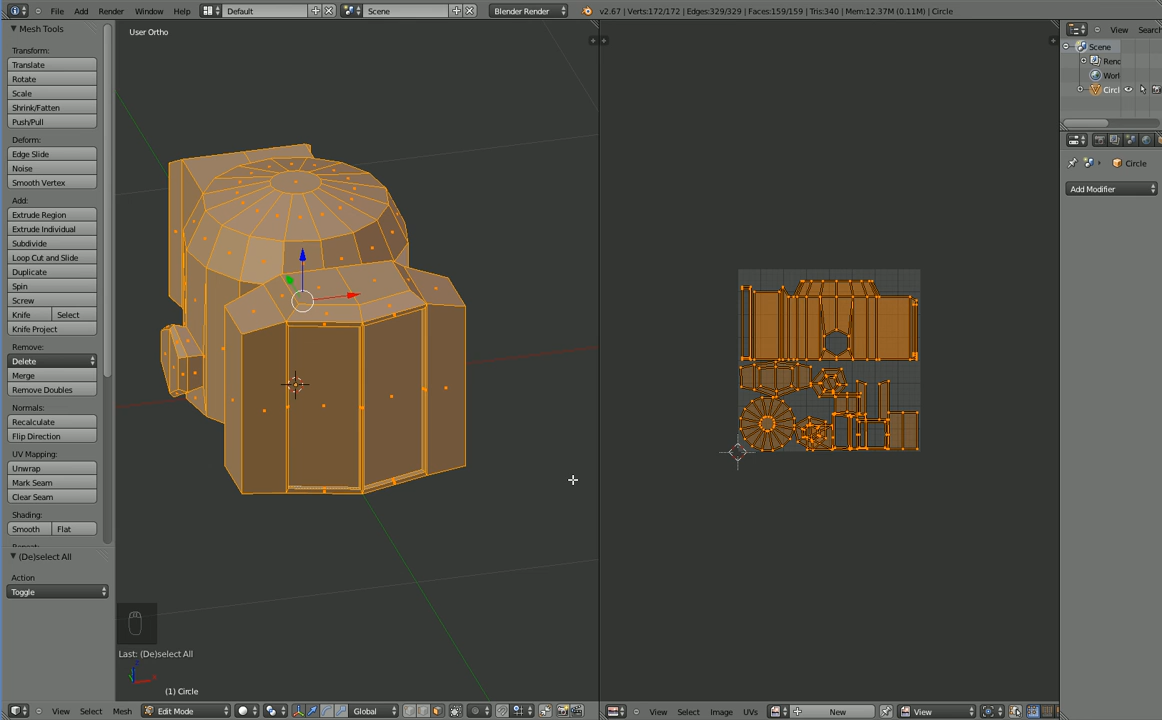 File Add Render Window Help Default Scene Blender Render v2.67 | Verts:172/172 | Edges:329/329 | Faces:159/159 | Tris:340 | Mem:12.37M (0.11M) | Circle
Mesh Tools
User Ortho
View Search
Transform:
Scene
Translate
Rend
Rotate
Worl
Scale
Circl
Shrink/Fatten
Push/Pull
Deform:
Edge Slide
Circle
Noise
Smooth Vertex
Add Modifier
Add:
Extrude Region
Extrude Individual
Subdivide
Loop Cut and Slide
Duplicate
Spin
Screw
Knife Select
Knife Project
Remove:
Delete
Merge
Remove Doubles
Normals:
Recalculate
Flip Direction
UV Mapping:
Unwrap
Mark Seam
Clear Seam
Shading:
Smooth Flat
(De)select All
Action
Toggle
Last: (De)select All
(1) Circle
View Select Mesh Edit Mode Global View Select Image UVs New View